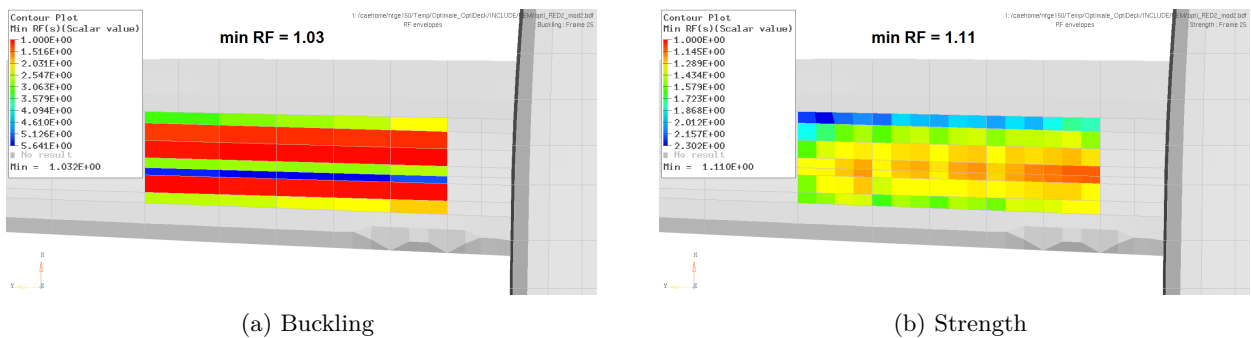 Contour Plot
Min RF(s)(Scalar value)
1.000E+00
1.516E+00
2.031E+00
2.547E+00
3.063E+00
3.579E+00
4.094E+00
4.610E+00
5.126E+00
5.641E+00
No result
Min = 1.032E+00
min RF = 1.03
RF envelopes
Buckling : Frame 25
X
Y
(a) Buckling
Contour Plot
Min RF(s)(Scalar value)
1.000E+00
1.145E+00
1.289E+00
1.434E+00
1.579E+00
1.723E+00
1.868E+00
2.012E+00
2.157E+00
2.302E+00
No result
Min = 1.110E+00
min RF = 1.11
RF envelopes
Strength : Frame 25
X
Y
(b) Strength